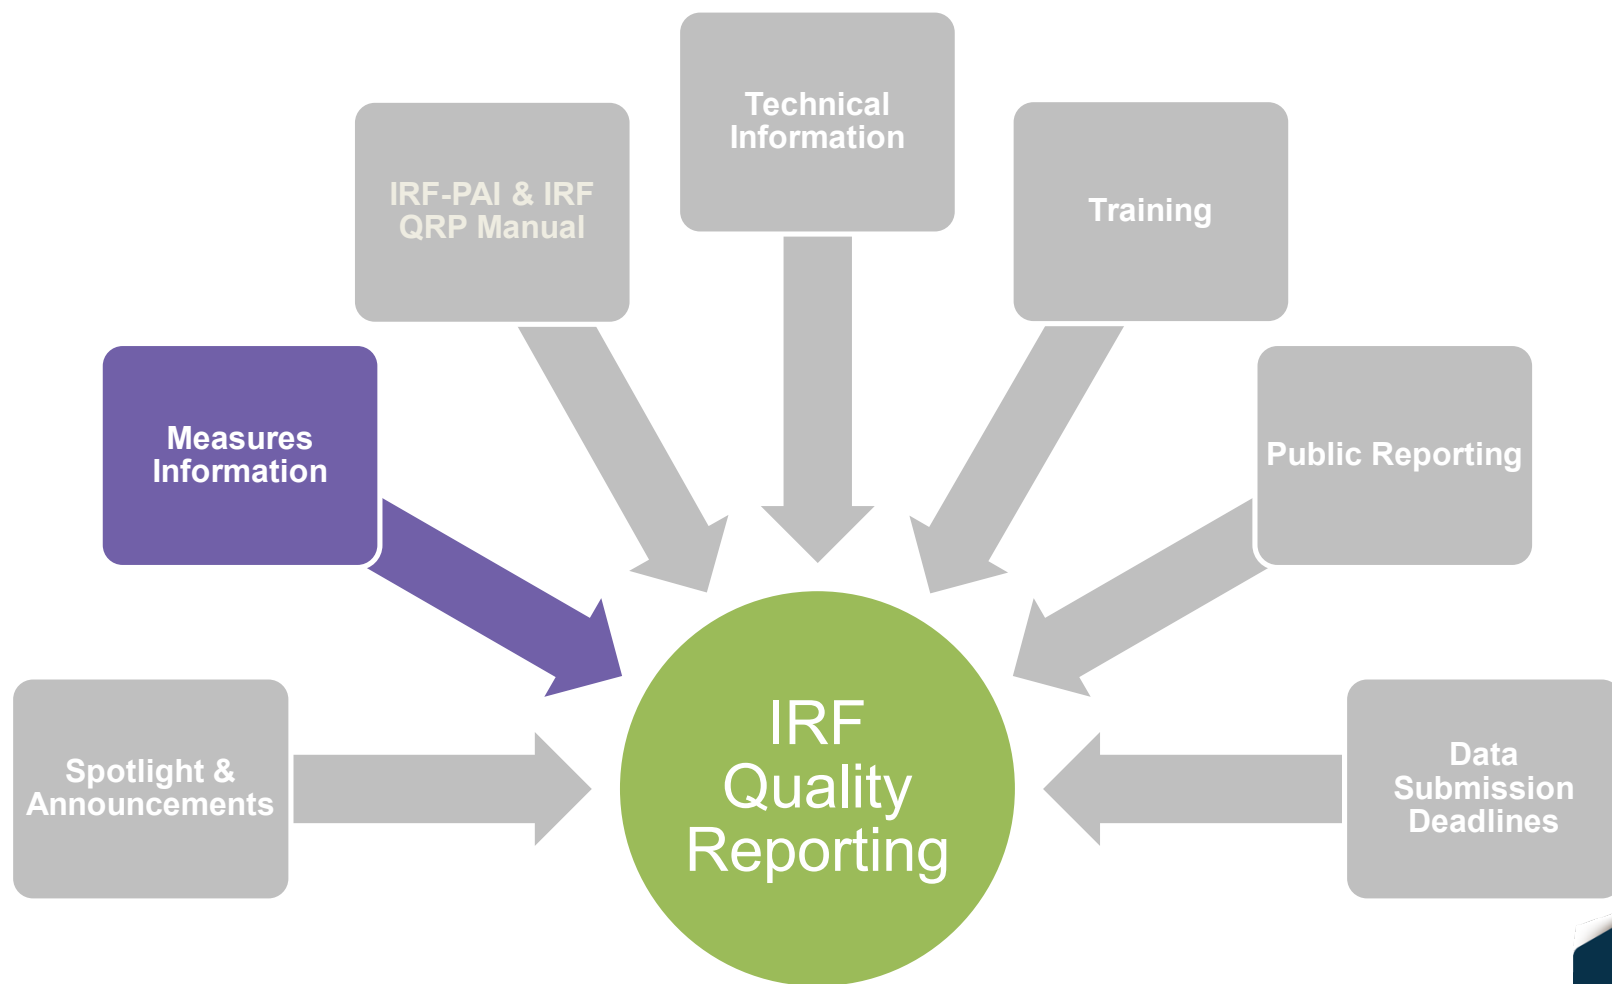 Technical
Information
IRF-PAI & IRF
QRP Manual
Training
Measures
Information
Public Reporting
Spotlight &
Announcements
IRF
Quality
Reporting
Data
Submission
Deadlines